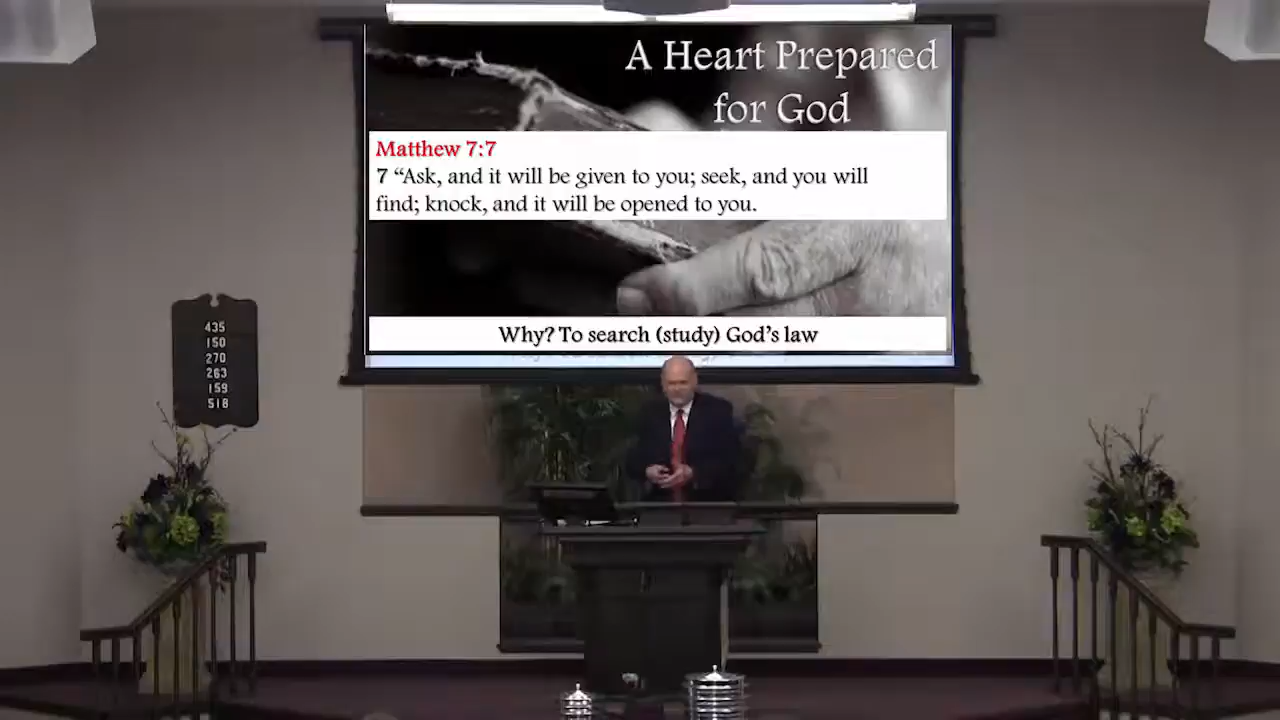 A Heart Prepared
for God
Matthew 7:7
7 “Ask, and it will be given to you; seek, and you will
find; knock, and it will be opened to you.
Why? To search (study) God’s law
435
150
270
263
159
518